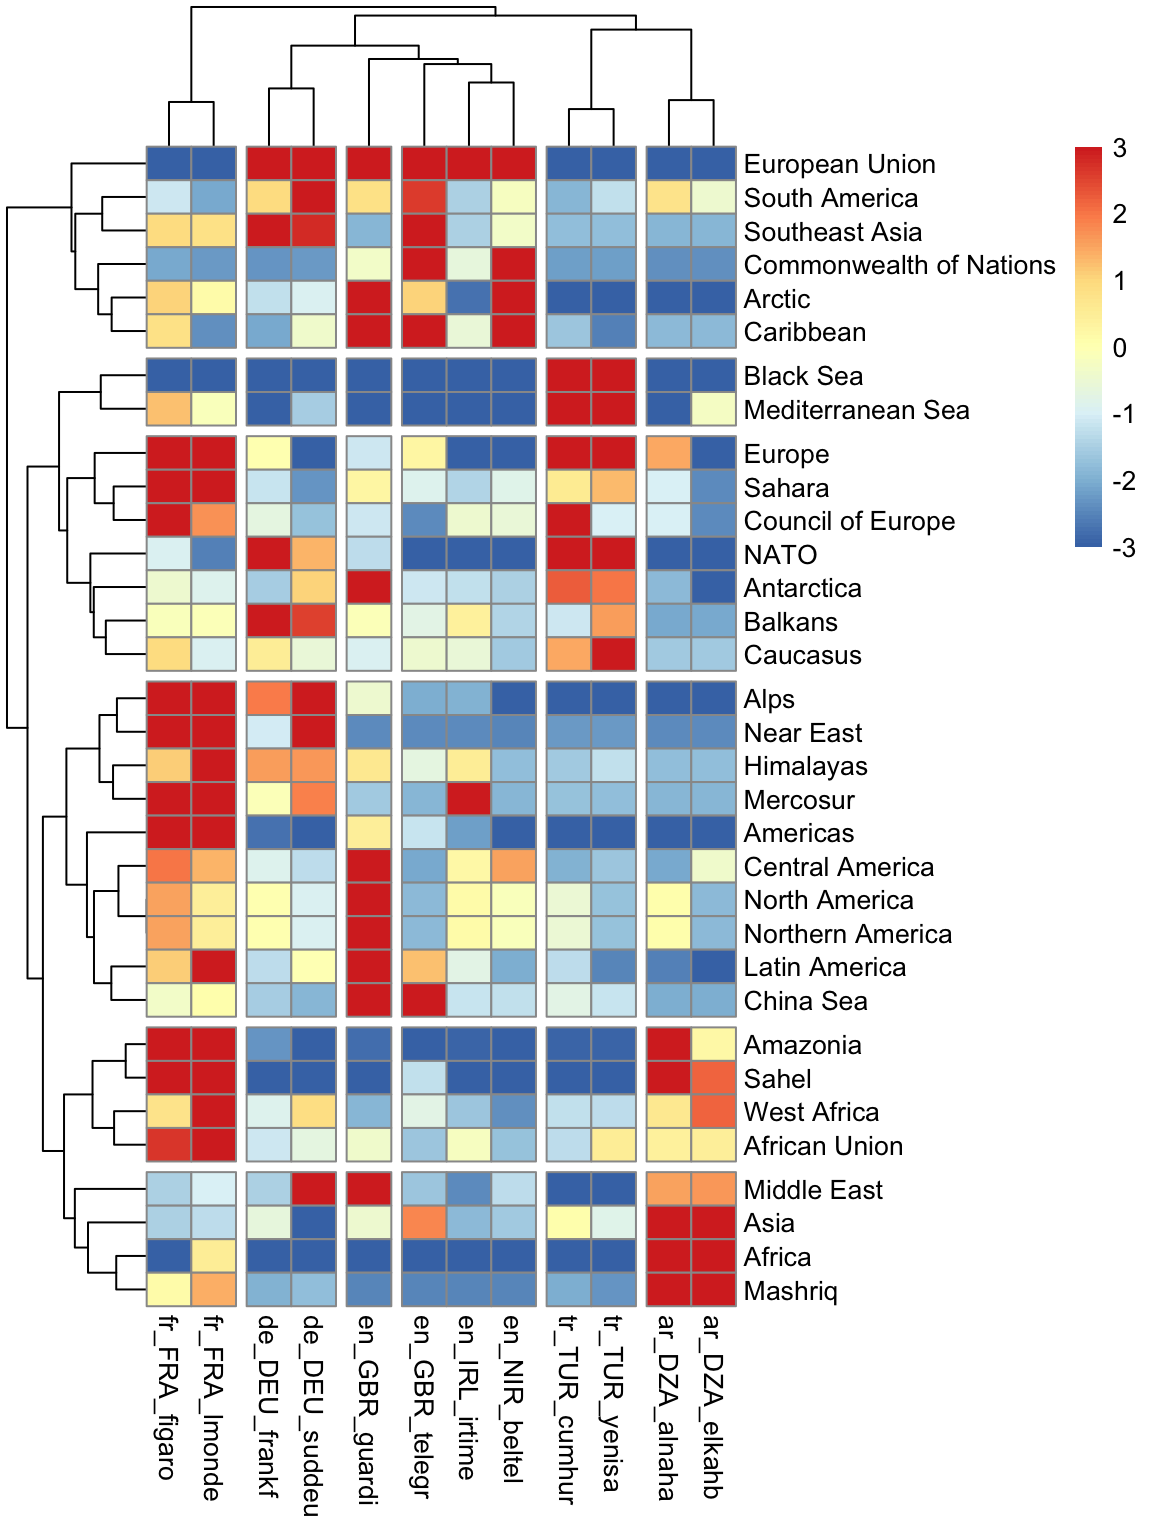 European Union
South America
Southeast Asia
Commonwealth of Nations
Arctic
Caribbean
Black Sea
Mediterranean Sea
Europe
Sahara
Council of Europe
NATO
Antarctica
Balkans
Caucasus
Alps
Near East
Himalayas
Mercosur
Americas
Central America
North America
Northern America
Latin America
China Sea
Amazonia
Sahel
West Africa
African Union
Middle East
Asia
Africa
Mashriq
3
2
1
0
-1
-2
-3
fr_FRA_figaro
fr_FRA_lmonde
de_DEU_frankf
de_DEU_suddeu
en_GBR_guardi
en_GBR_telegr
en_IRL_irtime
en_NIR_beltel
tr_TUR_cumhur
tr_TUR_yenisa
ar_DZA_alnaha
ar_DZA_elkahb